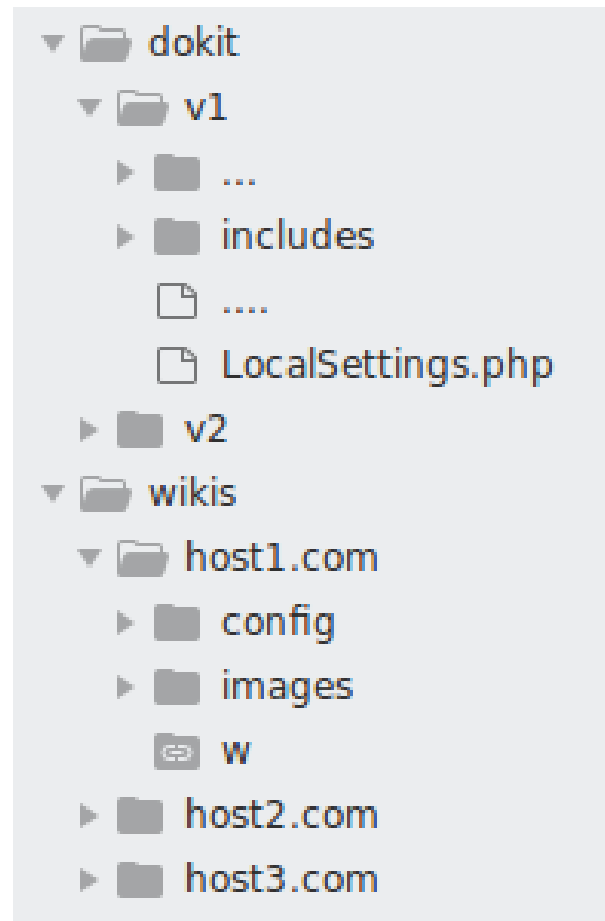 dokit
v1
...
includes
....
LocalSettings.php
v2
wikis
host1.com
config
images
w
host2.com
host3.com